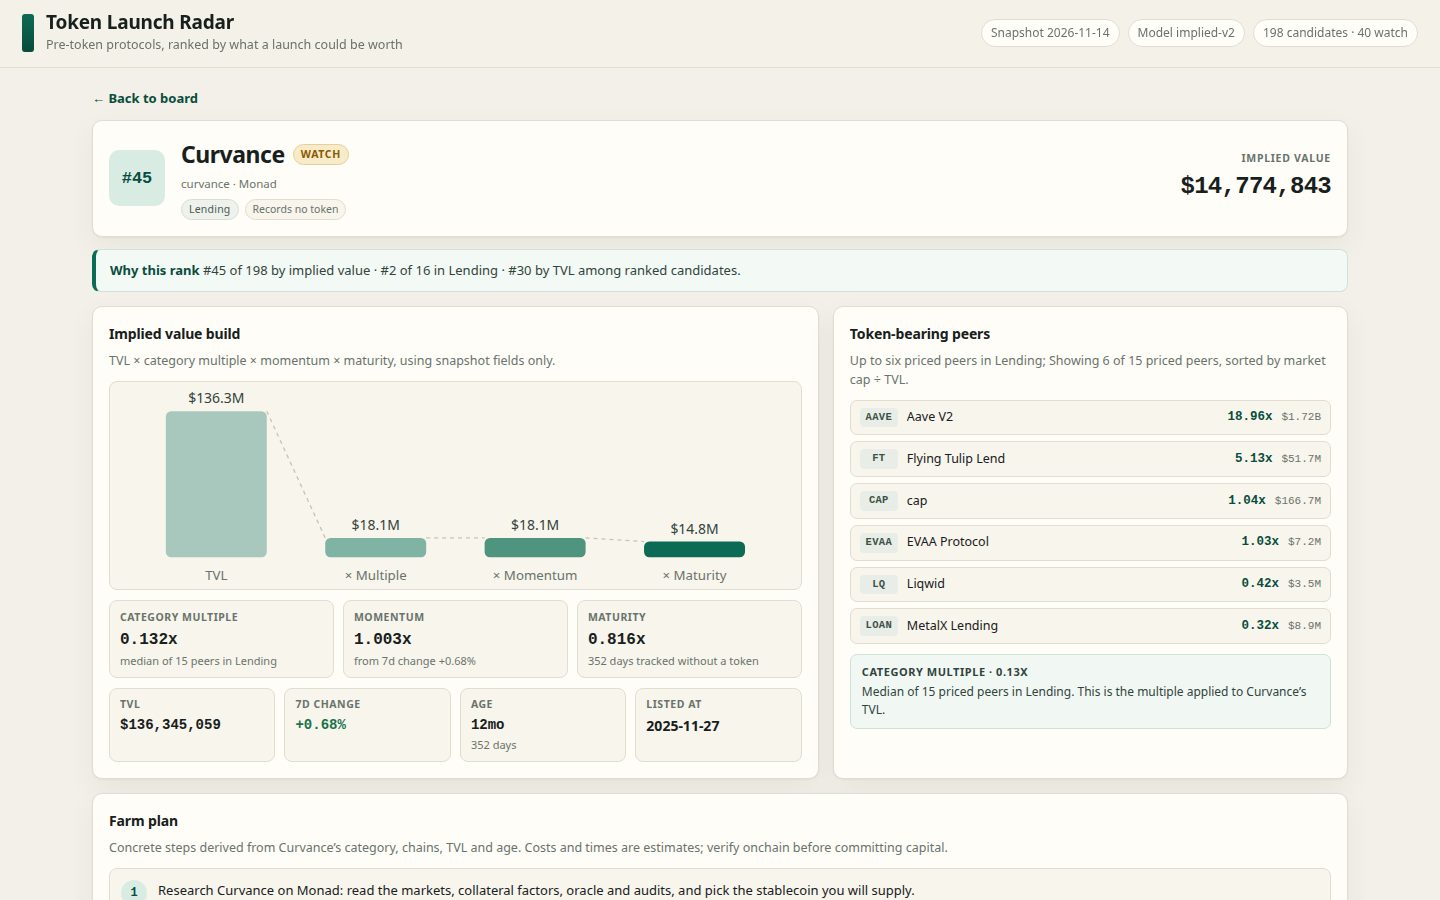 Token Launch Radar
Pre-token protocols, ranked by what a launch could be worth
Snapshot 2026-11-14
Model implied-v2
198 candidates · 40 watch
← Back to board
#45
Curvance
WATCH
curvance · Monad
Lending
Records no token
IMPLIED VALUE
$14,774,843
Why this rank #45 of 198 by implied value · #2 of 16 in Lending · #30 by TVL among ranked candidates.
Implied value build
TVL × category multiple × momentum × maturity, using snapshot fields only.
$136.3M
$18.1M
$18.1M
$14.8M
TVL
× Multiple
× Momentum
× Maturity
CATEGORY MULTIPLE
0.132x
median of 15 peers in Lending
MOMENTUM
1.003x
from 7d change +0.68%
MATURITY
0.816x
352 days tracked without a token
TVL
$136,345,059
7D CHANGE
+0.68%
AGE
12mo
352 days
LISTED AT
2025-11-27
Token-bearing peers
Up to six priced peers in Lending; Showing 6 of 15 priced peers, sorted by market
cap ÷ TVL.
AAVE Aave V2 18.96x $1.72B
FT Flying Tulip Lend 5.13x $51.7M
CAP cap 1.04x $166.7M
EVAA EVAA Protocol 1.03x $7.2M
LQ Liqwid 0.42x $3.5M
LOAN MetalX Lending 0.32x $8.9M
CATEGORY MULTIPLE · 0.13X
Median of 15 priced peers in Lending. This is the multiple applied to Curvance's
TVL.
Farm plan
Concrete steps derived from Curvance's category, chains, TVL and age. Costs and times are estimates; verify onchain before committing capital.
1 Research Curvance on Monad: read the markets, collateral factors, oracle and audits, and pick the stablecoin you will supply.